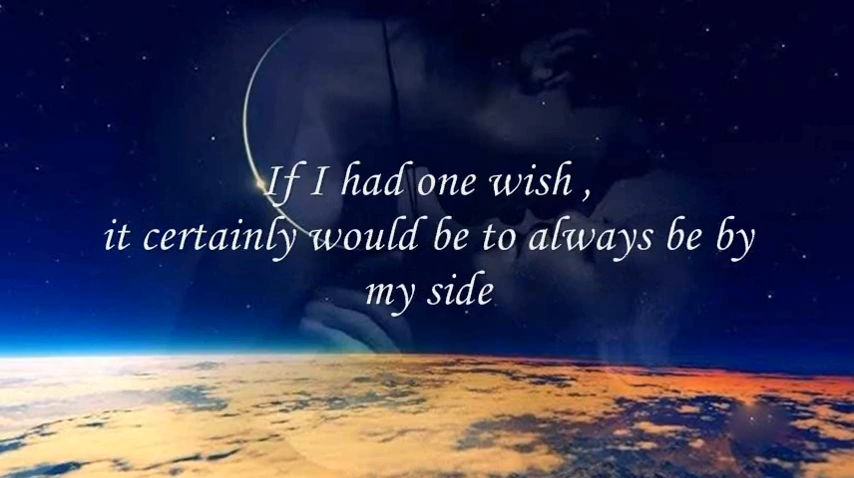 If I had one wish ,
it certainly would be to always be by
my side